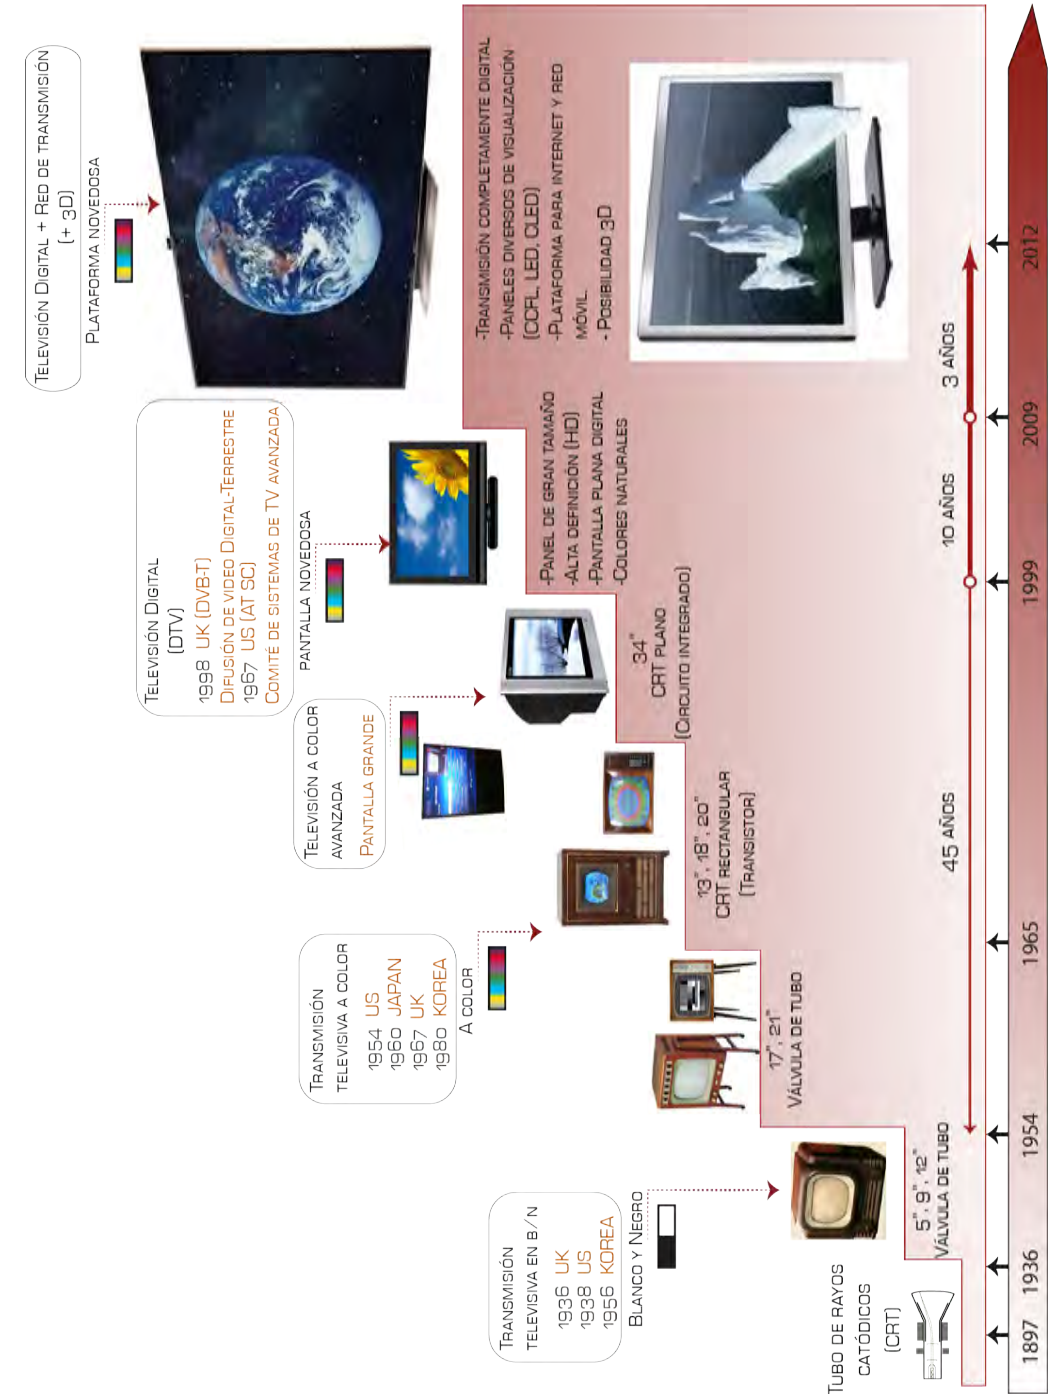 Tubo de rayos
catódicos
(CRT)
Transmisión
televisiva en b/n
1936 UK
1938 US
1956 KOREA
Blanco y Negro
5", 9", 12"
Válvula de tubo
Transmisión
televisiva a color
1954 US
1960 JAPAN
1967 UK
1980 KOREA
A color
17", 21"
Válvula de tubo
Televisión a color
avanzada
Pantalla grande
13", 18", 20"
CRT rectangular
(Transistor)
34"
CRT plano
(Circuito integrado)
Televisión Digital
(DTV)
1998 UK (DVB-T)
Difusión de video Digital-Terrestre
1967 US (AT SC)
Comité de sistemas de TV avanzada
pantalla novedosa
-Panel de gran tamaño
-Alta definición (HD)
-Pantalla plana digital
-Colores naturales
Televisión Digital + Red de transmisión
(+ 3D)
Plataforma novedosa
-Transmisión completamente digital
-Paneles diversos de visualización
(CCFL, LED, OLED)
-Plataforma para internet y red
móvil
- Posibilidad 3D
45 años
10 años
3 años
1897
1936
1954
1965
1999
2009
2012